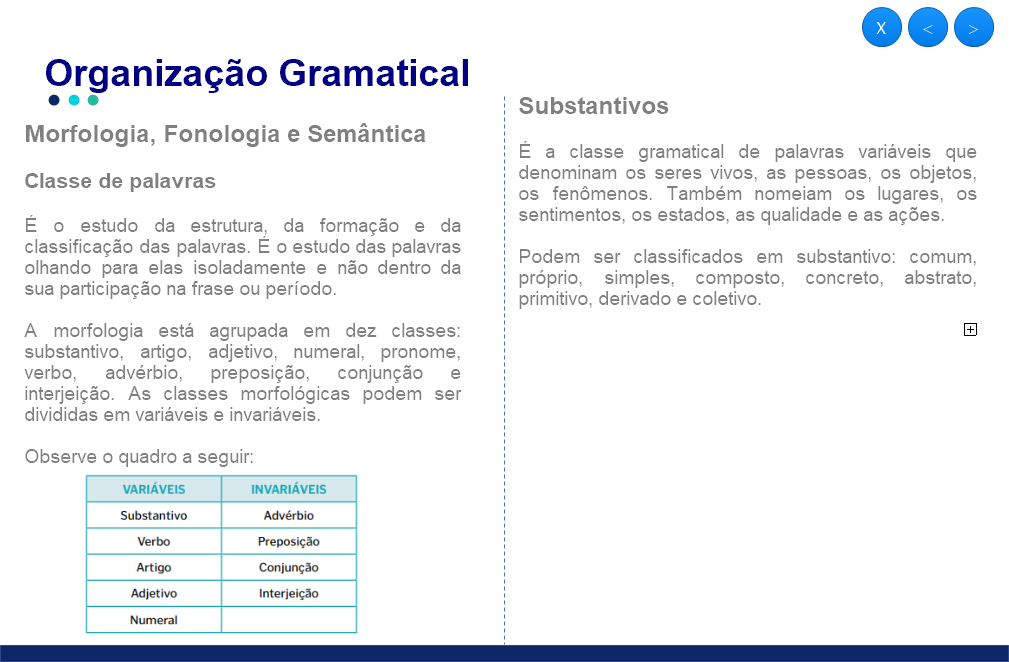 X < >
Organização Gramatical
Morfologia, Fonologia e Semântica
Classe de palavras
É o estudo da estrutura, da formação e da
classificação das palavras. É o estudo das palavras
olhando para elas isoladamente e não dentro da
sua participação na frase ou período.
A morfologia está agrupada em dez classes:
substantivo, artigo, adjetivo, numeral, pronome,
verbo, advérbio, preposição, conjunção e
interjeição. As classes morfológicas podem ser
divididas em variáveis e invariáveis.
Observe o quadro a seguir:
VARIÁVEIS INVARIÁVEIS
Substantivo Advérbio
Verbo Preposição
Artigo Conjunção
Adjetivo Interjeição
Numeral
Substantivos
É a classe gramatical de palavras variáveis que
denominam os seres vivos, as pessoas, os objetos,
os fenômenos. Também nomeiam os lugares, os
sentimentos, os estados, as qualidade e as ações.
Podem ser classificados em substantivo: comum,
próprio, simples, composto, concreto, abstrato,
primitivo, derivado e coletivo.